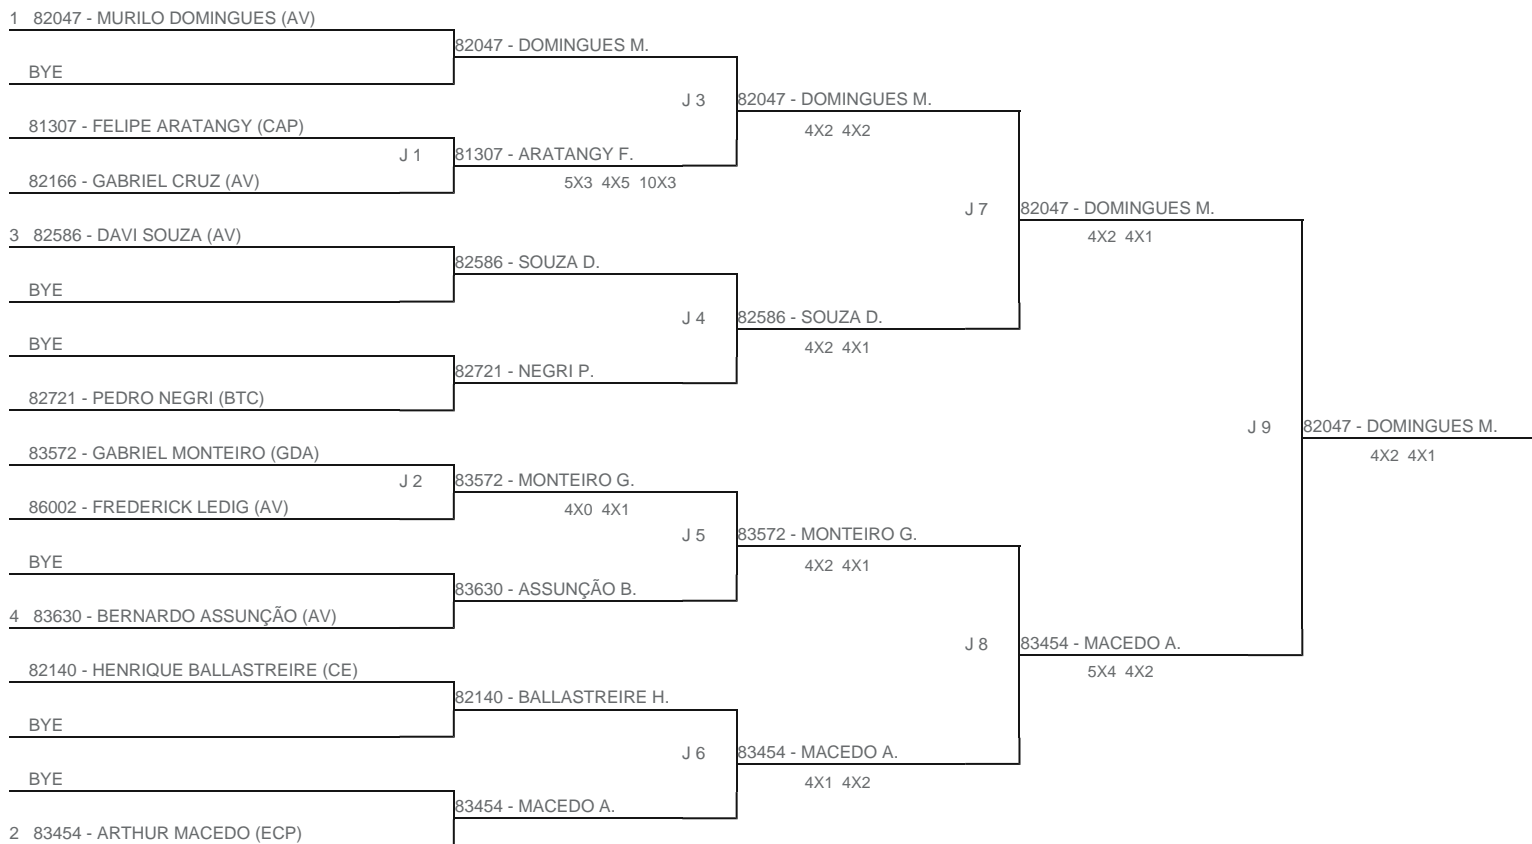 1 82047 - MURILO DOMINGUES (AV)
82047 - DOMINGUES M.
BYE
J 3 82047 - DOMINGUES M.
81307 - FELIPE ARATANGY (CAP)
4X2 4X2
J 1 81307 - ARATANGY F.
82166 - GABRIEL CRUZ (AV)
5X3 4X5 10X3
J 7 82047 - DOMINGUES M.
3 82586 - DAVI SOUZA (AV)
4X2 4X1
82586 - SOUZA D.
BYE
J 4 82586 - SOUZA D.
BYE
4X2 4X1
82721 - NEGRI P.
82721 - PEDRO NEGRI (BTC)
J 9 82047 - DOMINGUES M.
83572 - GABRIEL MONTEIRO (GDA)
4X2 4X1
J 2 83572 - MONTEIRO G.
86002 - FREDERICK LEDIG (AV)
4X0 4X1
J 5 83572 - MONTEIRO G.
BYE
4X2 4X1
83630 - ASSUNÇÃO B.
4 83630 - BERNARDO ASSUNÇÃO (AV)
J 8 83454 - MACEDO A.
82140 - HENRIQUE BALLASTREIRE (CE)
5X4 4X2
82140 - BALLASTREIRE H.
BYE
J 6 83454 - MACEDO A.
BYE
4X1 4X2
83454 - MACEDO A.
2 83454 - ARTHUR MACEDO (ECP)